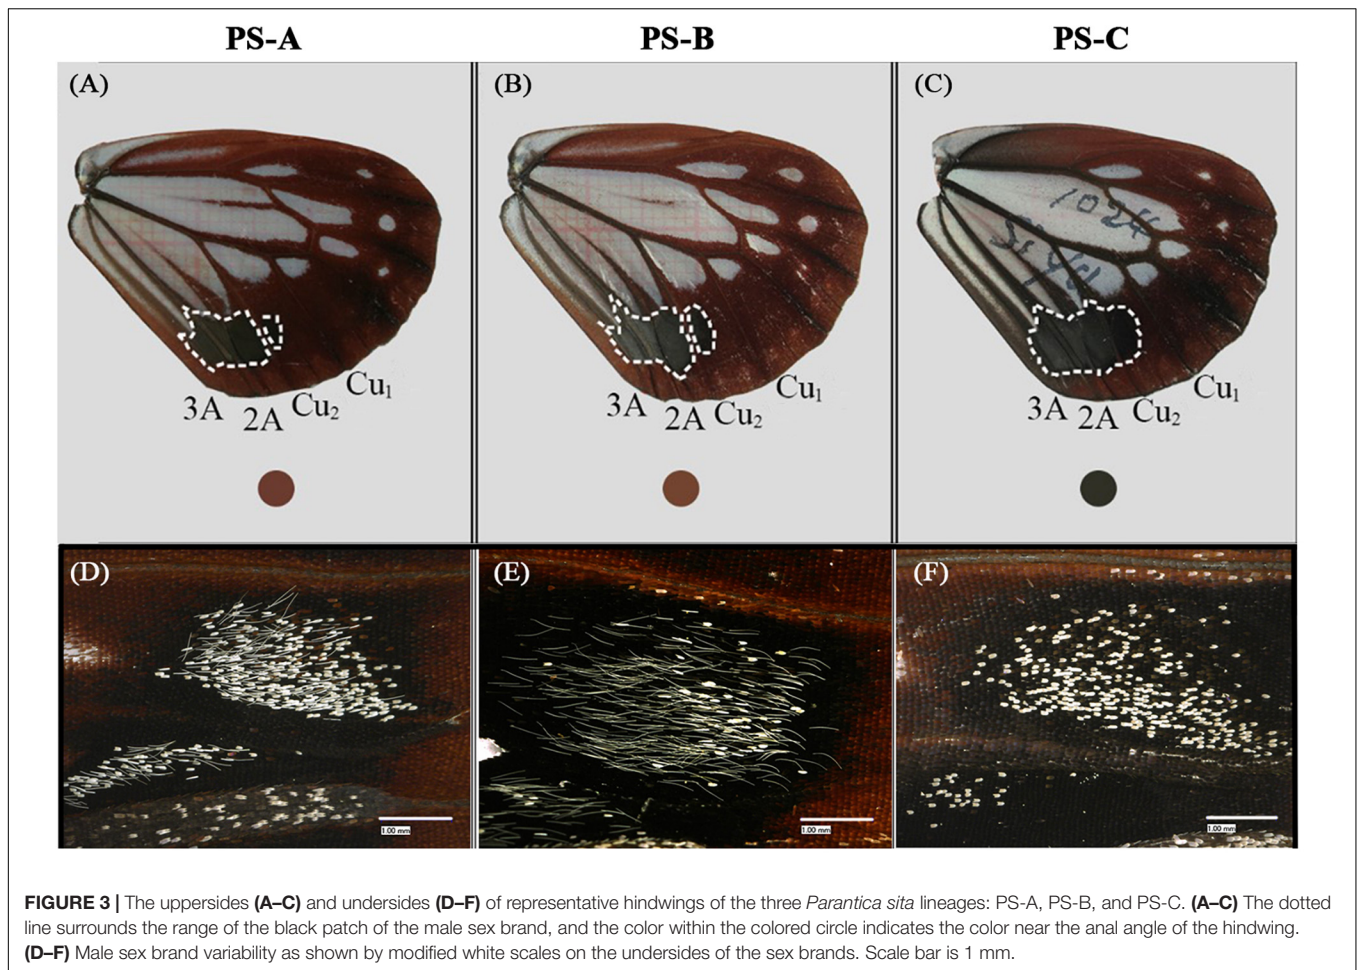 PS-A PS-B PS-C
(A) (B) (C)
1024
3A 2A Cu₂ Cu₁
3A 2A Cu₂ Cu₁
3A 2A Cu₂ Cu₁
(D) (E) (F)
1.00 mm 1.00 mm 1.00 mm
FIGURE 3 | The uppersides (A–C) and undersides (D–F) of representative hindwings of the three Parantica sita lineages: PS-A, PS-B, and PS-C. (A–C) The dotted
line surrounds the range of the black patch of the male sex brand, and the color within the colored circle indicates the color near the anal angle of the hindwing.
(D–F) Male sex brand variability as shown by modified white scales on the undersides of the sex brands. Scale bar is 1 mm.